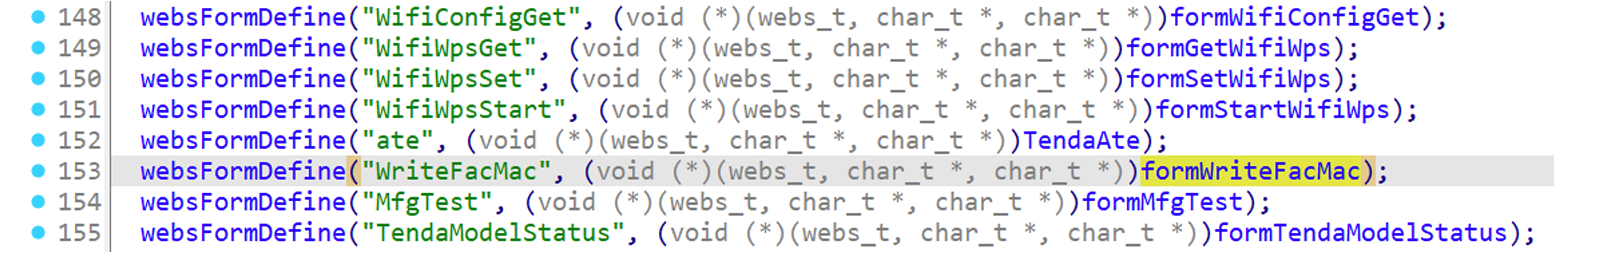 148 websFormDefine("WifiConfigGet", (void (*)(webs_t, char_t *, char_t *))formWifiConfigGet);
149 websFormDefine("WifiWpsGet", (void (*)(webs_t, char_t *, char_t *))formGetWifiWps);
150 websFormDefine("WifiWpsSet", (void (*)(webs_t, char_t *, char_t *))formSetWifiWps);
151 websFormDefine("WifiWpsStart", (void (*)(webs_t, char_t *, char_t *))formStartWifiWps);
152 websFormDefine("ate", (void (*)(webs_t, char_t *, char_t *))TendaAte);
153 websFormDefine("WriteFacMac", (void (*)(webs_t, char_t *, char_t *))formWriteFacMac);
154 websFormDefine("MfgTest", (void (*)(webs_t, char_t *, char_t *))formMfgTest);
155 websFormDefine("TendaModelStatus", (void (*)(webs_t, char_t *, char_t *))formTendaModelStatus);